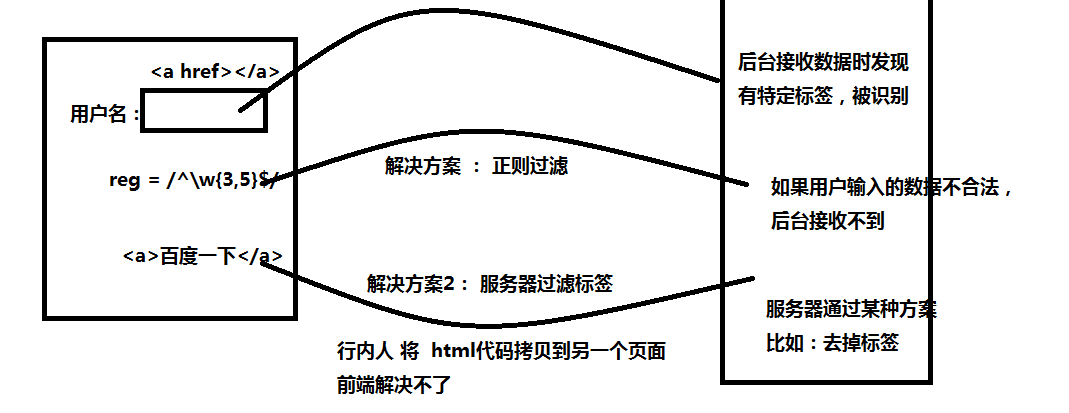 <a href></a>
用户名：
reg = /^\w{3,5}$/
<a>百度一下</a>
解决方案 ： 正则过滤
解决方案2： 服务器过滤标签
行内人 将 html代码拷贝到另一个页面
前端解决不了
后台接收数据时发现
有特定标签，被识别
如果用户输入的数据不合法，
后台接收不到
服务器通过某种方案
比如：去掉标签